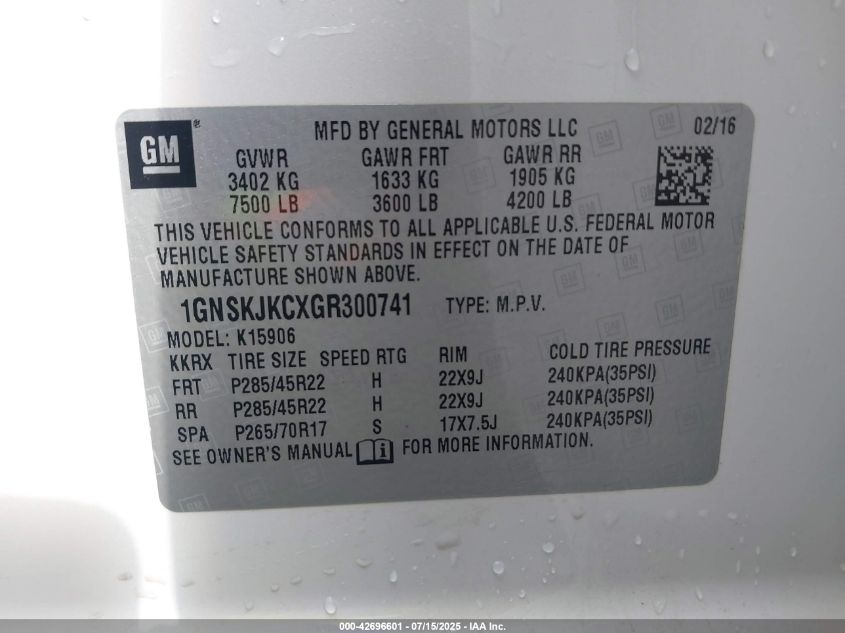 GM®
MFD BY GENERAL MOTORS LLC 02/16
GVWR GAWR FRT GAWR RR
3402 KG 1633 KG 1905 KG
7500 LB 3600 LB 4200 LB
THIS VEHICLE CONFORMS TO ALL APPLICABLE U.S. FEDERAL MOTOR
VEHICLE SAFETY STANDARDS IN EFFECT ON THE DATE OF
MANUFACTURE SHOWN ABOVE.
1GNSKJKCXGR300741 TYPE: M.P.V.
MODEL: K15906
KKRX TIRE SIZE SPEED RTG RIM COLD TIRE PRESSURE
FRT P285/45R22 H 22X9J 240KPA(35PSI)
RR P285/45R22 H 22X9J 240KPA(35PSI)
SPA P265/70R17 S 17X7.5J 240KPA(35PSI)
SEE OWNER'S MANUAL i FOR MORE INFORMATION.
000-42696601 - 07/15/2025 - IAA Inc.